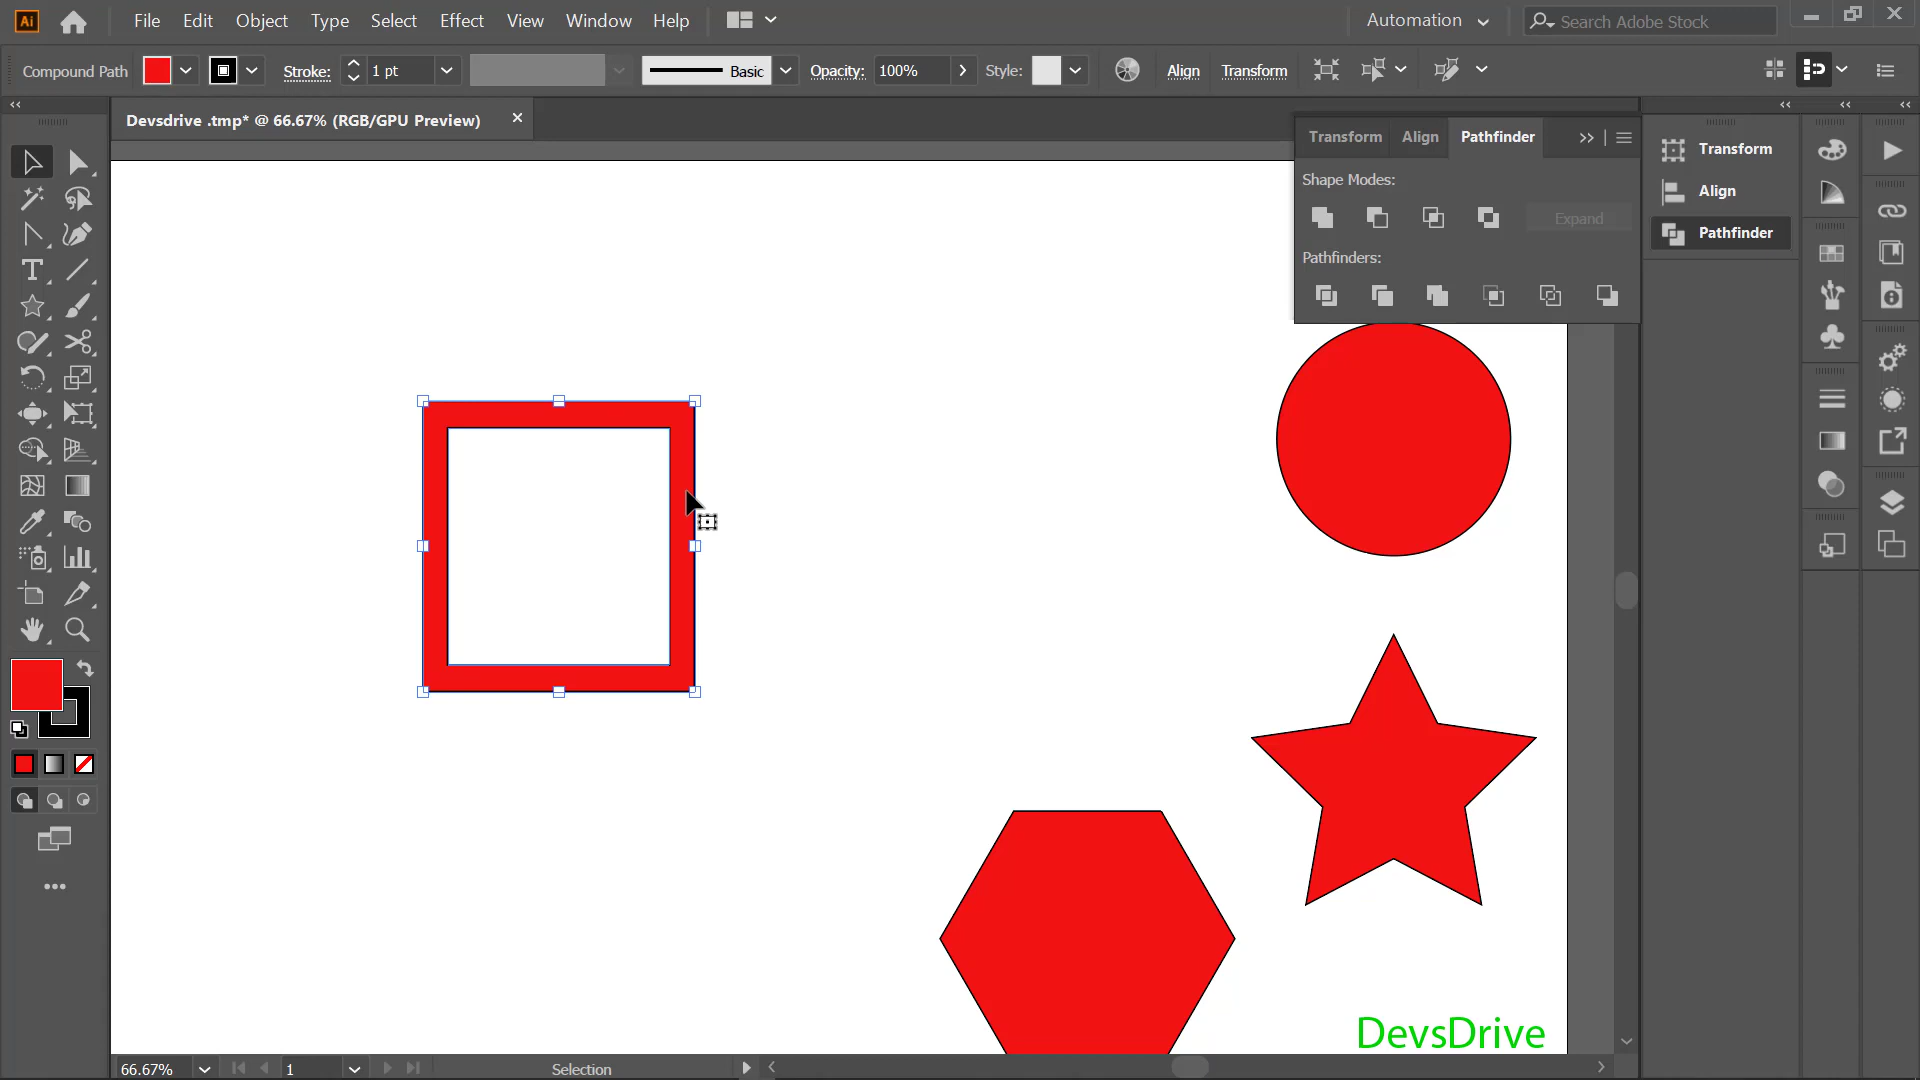 Ai File Edit Object Type Select Effect View Window Help Automation Search Adobe Stock
Compound Path Stroke: 1 pt Basic Opacity: 100% Style: Align Transform
Devsdrive .tmp* @ 66.67% (RGB/GPU Preview)
Transform Align Pathfinder
Shape Modes:
Expand
Pathfinders:
Transform
Align
Pathfinder
DevsDrive
66.67% 1 Selection